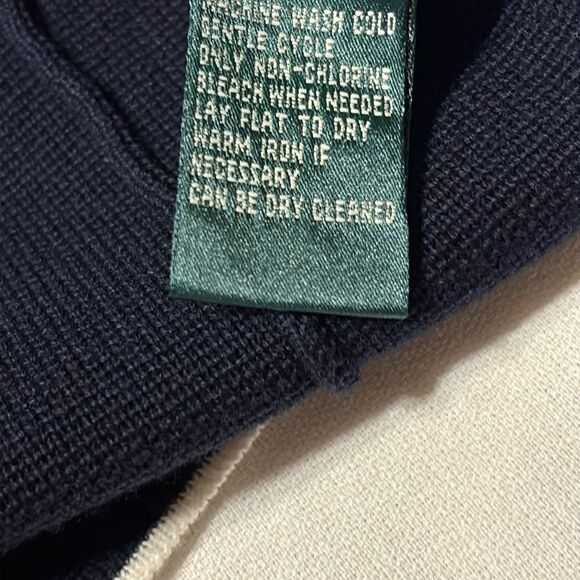 MACHINE WASH COLD
GENTLE CYCLE
ONLY NON-CHLORINE
BLEACH WHEN NEEDED
LAY FLAT TO DRY
WARM IRON IF
NECESSARY
CAN BE DRY CLEANED